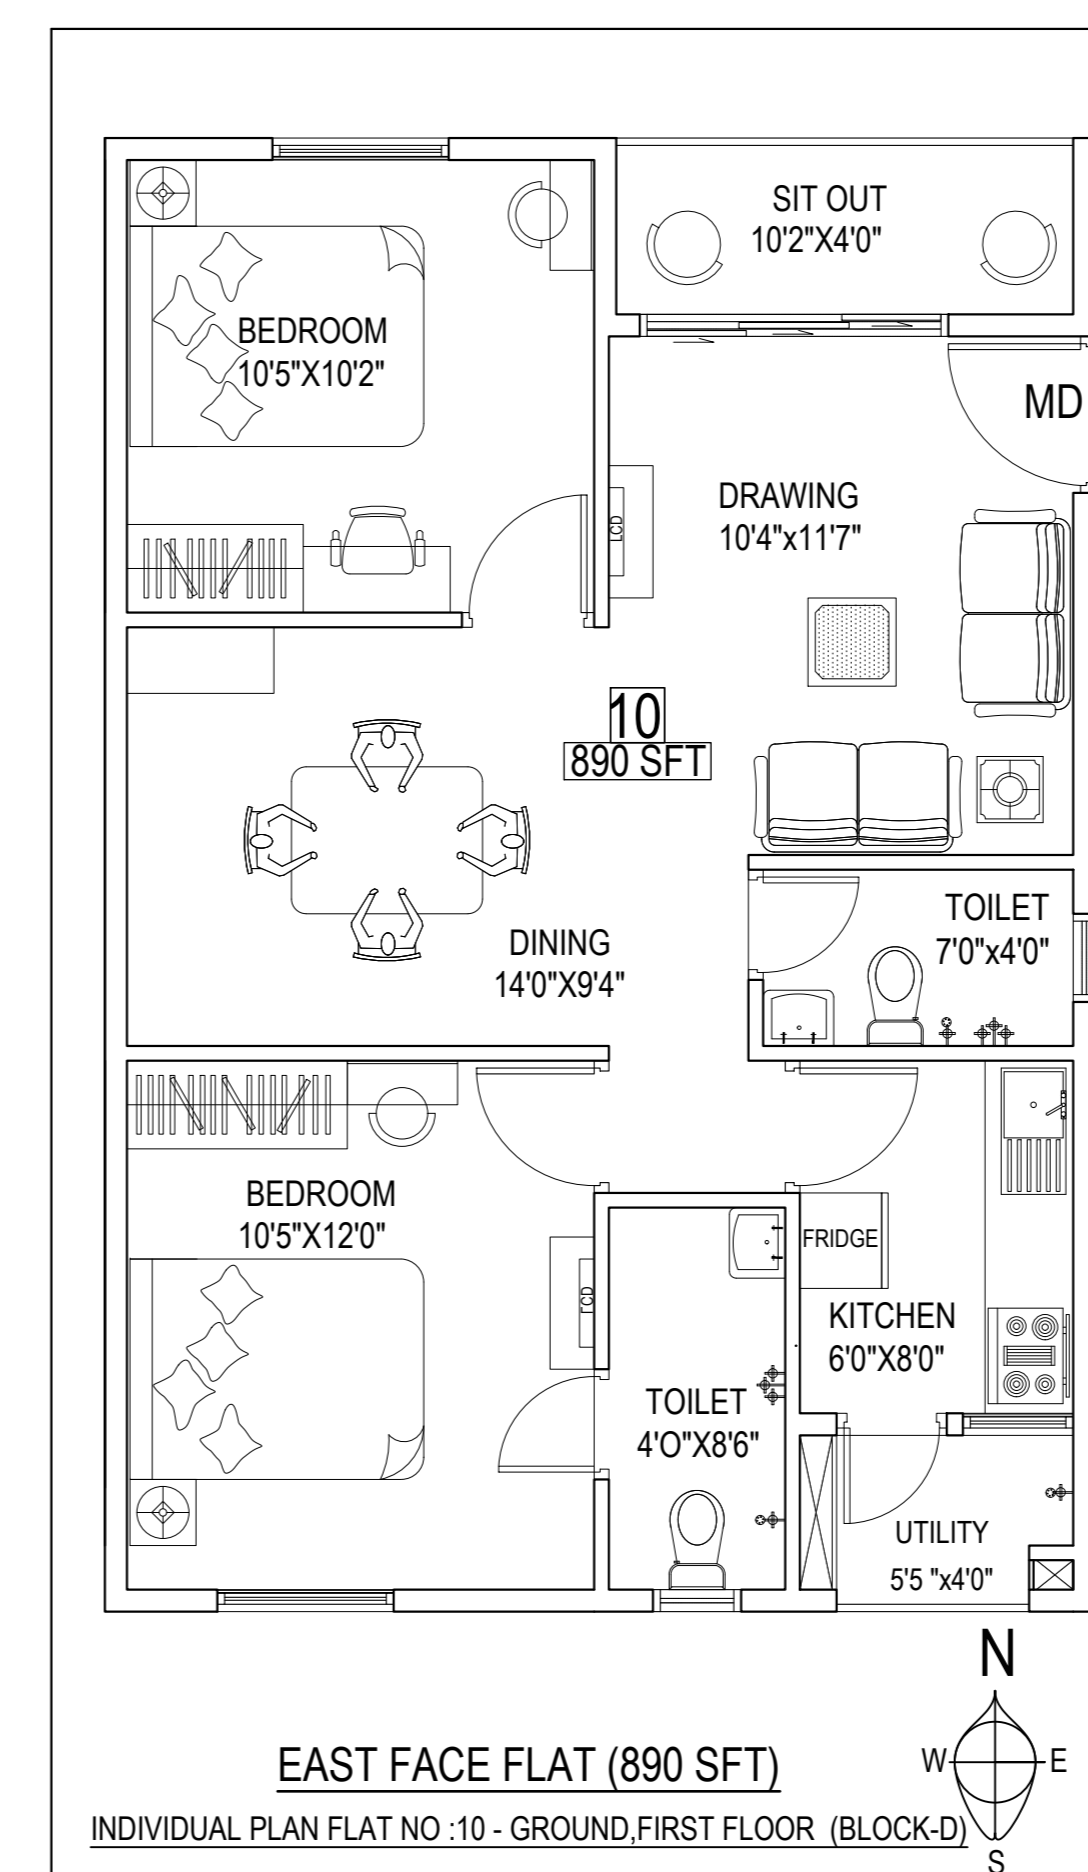 SIT OUT
10'2"X4'0"
BEDROOM
10'5"X10'2"
MD
DRAWING
10'4"x11'7"
LCD
10
890 SFT
TOILET
7'0"x4'0"
DINING
14'0"X9'4"
BEDROOM
10'5"X12'0"
LCD
FRIDGE
KITCHEN
6'0"X8'0"
TOILET
4'O"X8'6"
UTILITY
5'5 "x4'0"
N
W E
S
EAST FACE FLAT (890 SFT)
INDIVIDUAL PLAN FLAT NO :10 - GROUND,FIRST FLOOR (BLOCK-D)